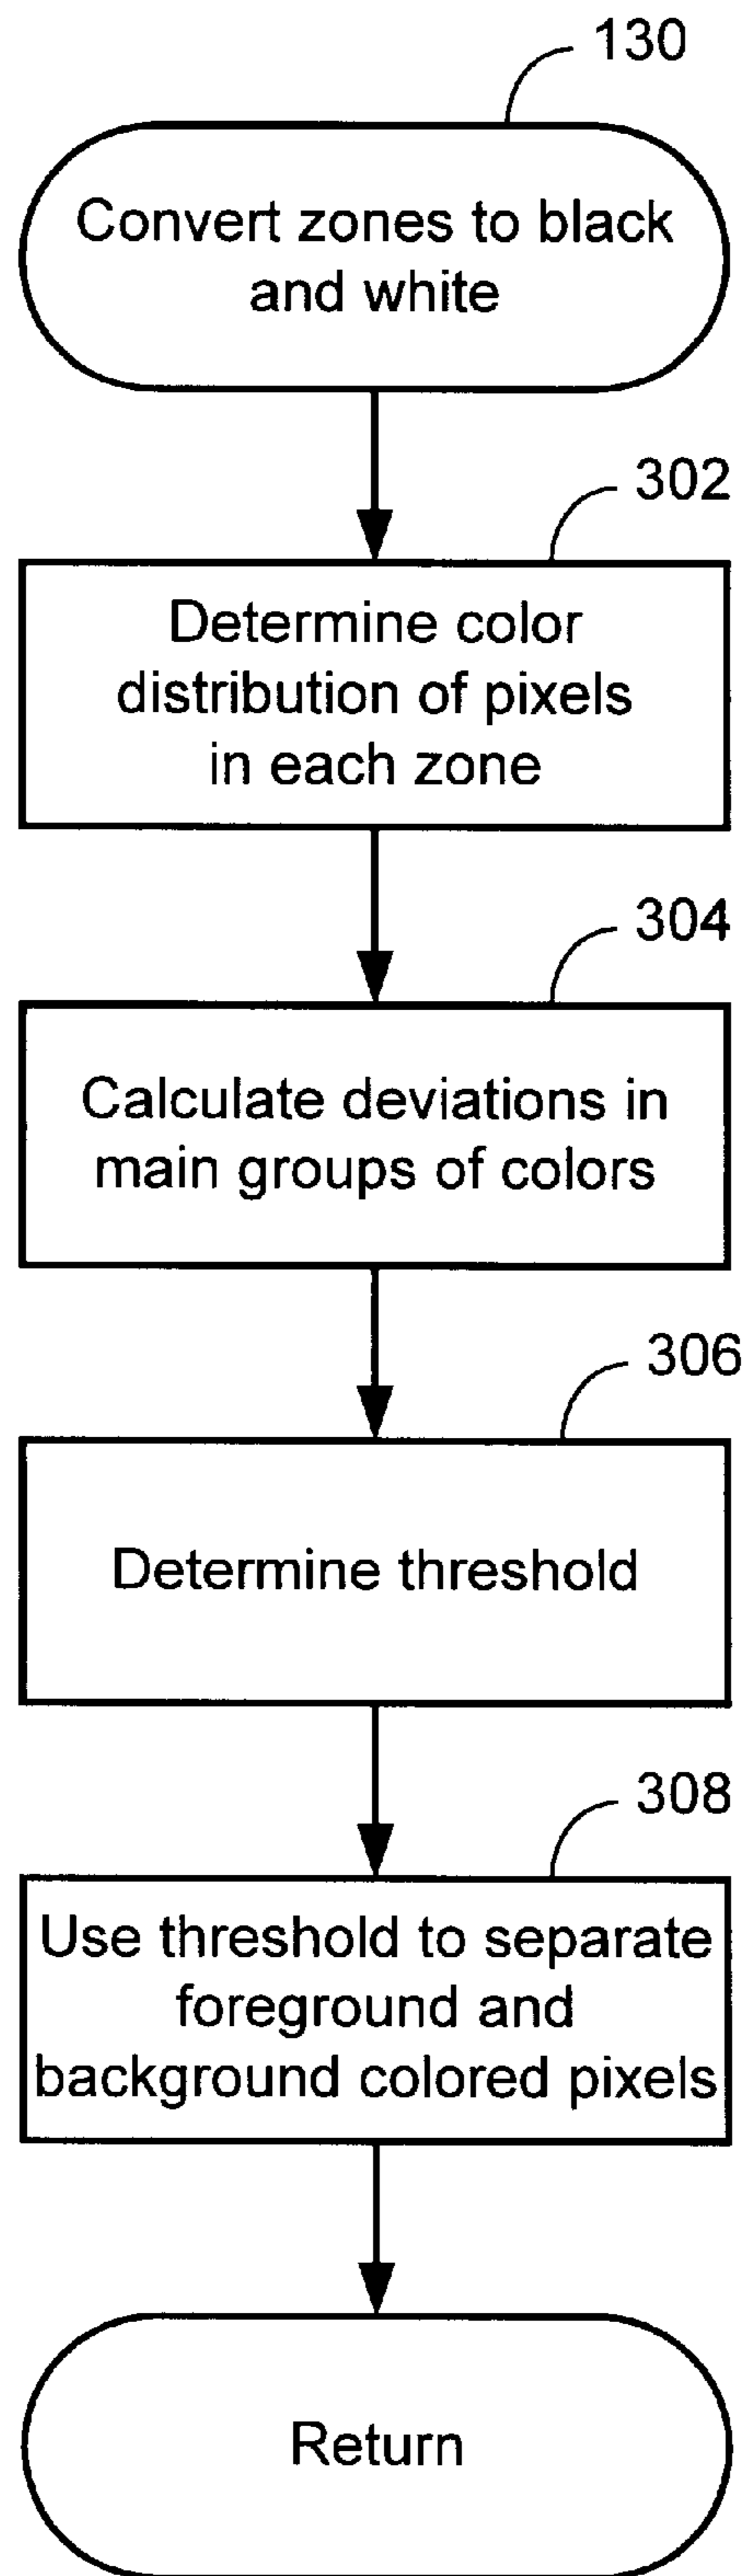 130
Convert zones to black
and white
302
Determine color
distribution of pixels
in each zone
304
Calculate deviations in
main groups of colors
306
Determine threshold
308
Use threshold to separate
foreground and
background colored pixels
Return